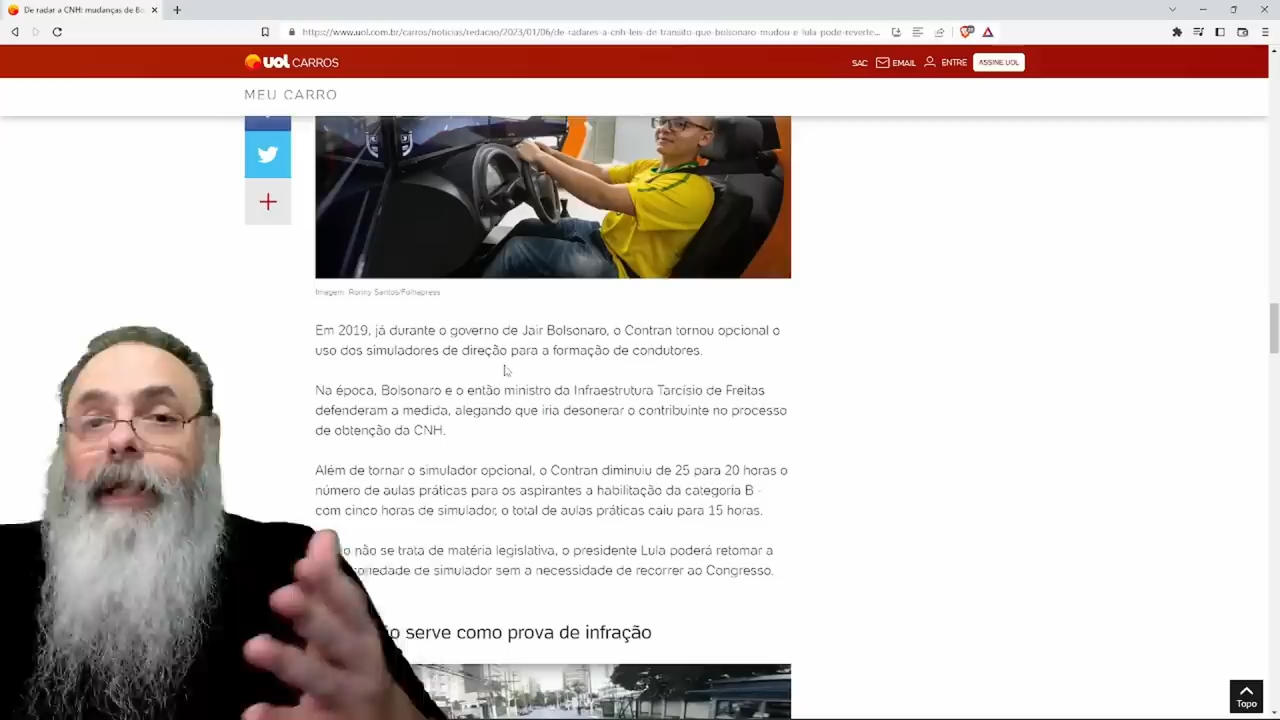 De radar a CNH: mudanças de Bo
https://www.uol.com.br/carros/noticias/redacao/2023/01/06/de-radares-a-cnh-leis-de-transito-que-bolsonaro-mudou-e-lula-pode-reverte...
UOL CARROS
SAC EMAIL ENTRE ASSINE UOL
MEU CARRO
Imagem: Ronny Santos/Folhapress
Em 2019, já durante o governo de Jair Bolsonaro, o Contran tornou opcional o
uso dos simuladores de direção para a formação de condutores.
Na época, Bolsonaro e o então ministro da Infraestrutura Tarcísio de Freitas
defenderam a medida, alegando que iria desonerar o contribuinte no processo
de obtenção da CNH.
Além de tornar o simulador opcional, o Contran diminuiu de 25 para 20 horas o
número de aulas práticas para os aspirantes a habilitação da categoria B -
com cinco horas de simulador, o total de aulas práticas caiu para 15 horas.
não se trata de matéria legislativa, o presidente Lula poderá retomar a
de simulador sem a necessidade de recorrer ao Congresso.
serve como prova de infração
Topo